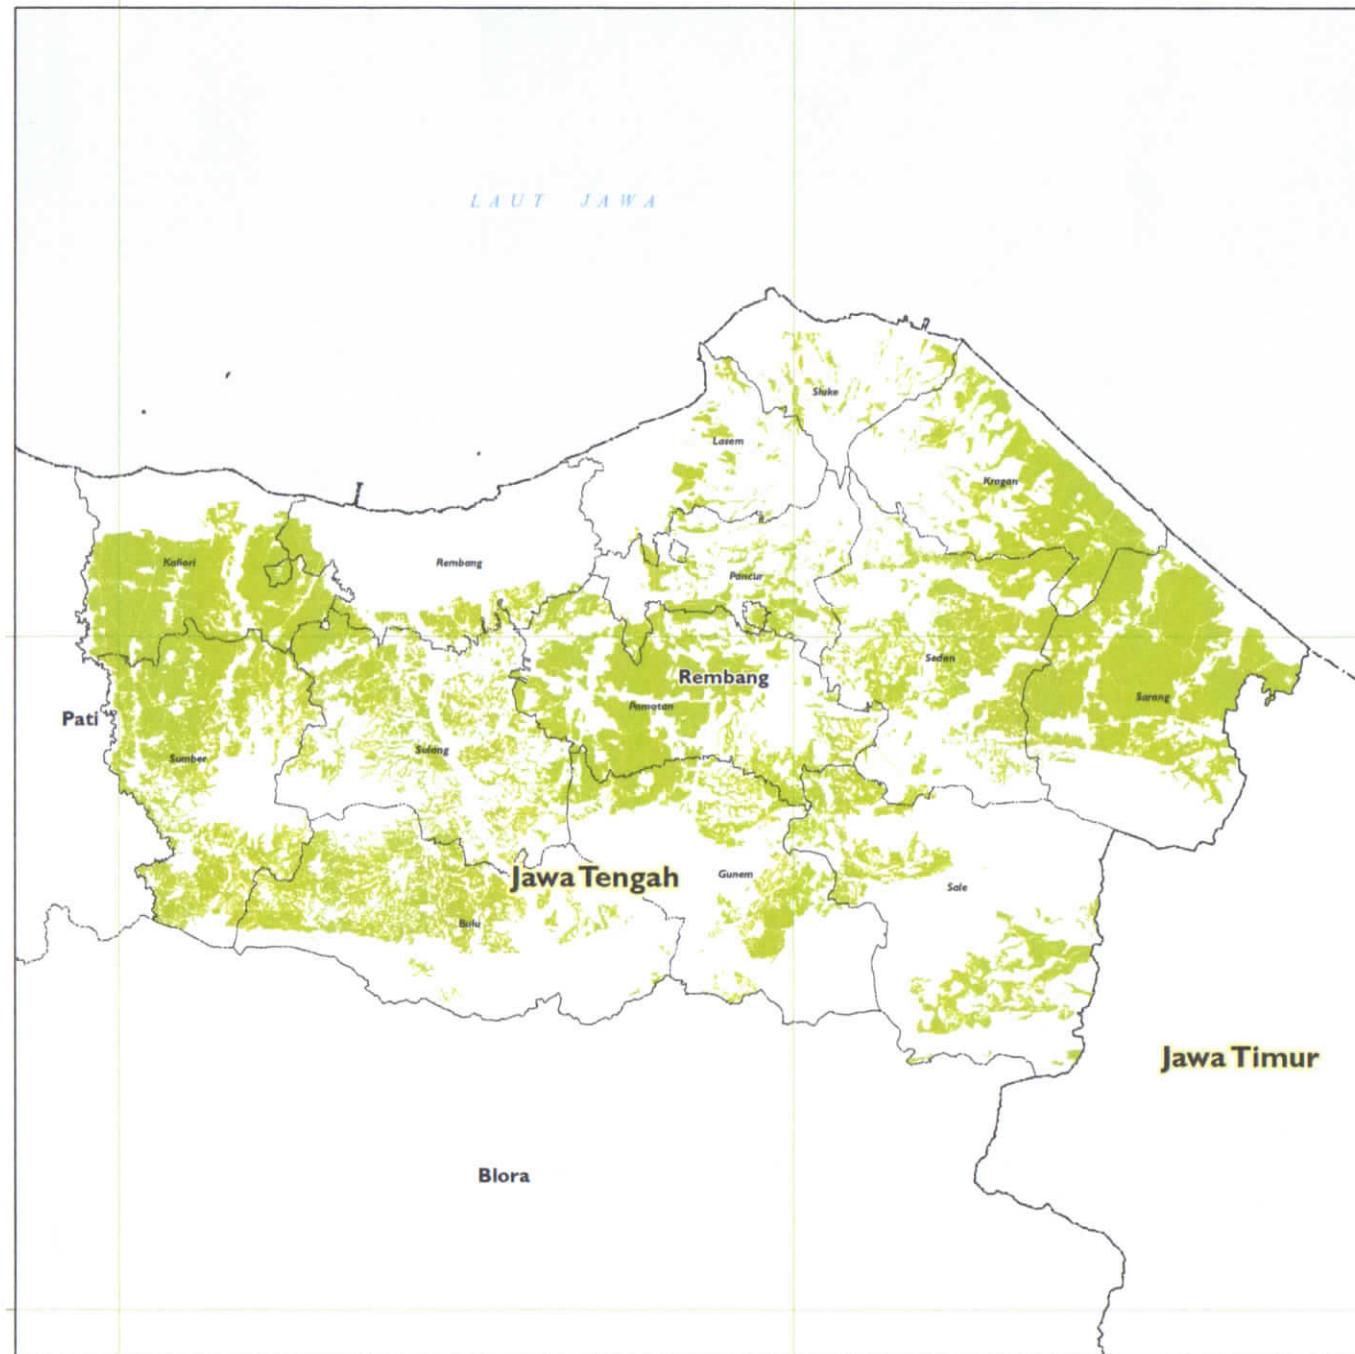 LAUT JAWA
Sluke
Lasem
Kragan
Kaliori
Rembang
Pancur
Sedan
Rembang
Sarang
Pamotan
Pati
Sulang
Sumber
Jawa Tengah
Gunem
Sale
Bulu
Jawa Timur
Blora